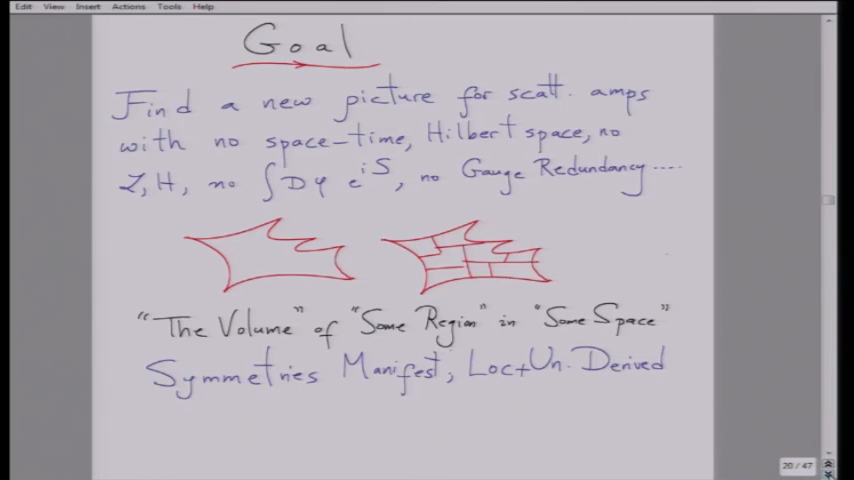 Edit View Insert Actions Tools Help
Goal
Find a new picture for scatt. amps
with no space-time, Hilbert space, no
L, H, no ∫Dφ e^{iS}, no Gauge Redundancy....
"The Volume" of "Some Region" in "Some Space"
Symmetries Manifest; Loc+Un. Derived
20 / 47